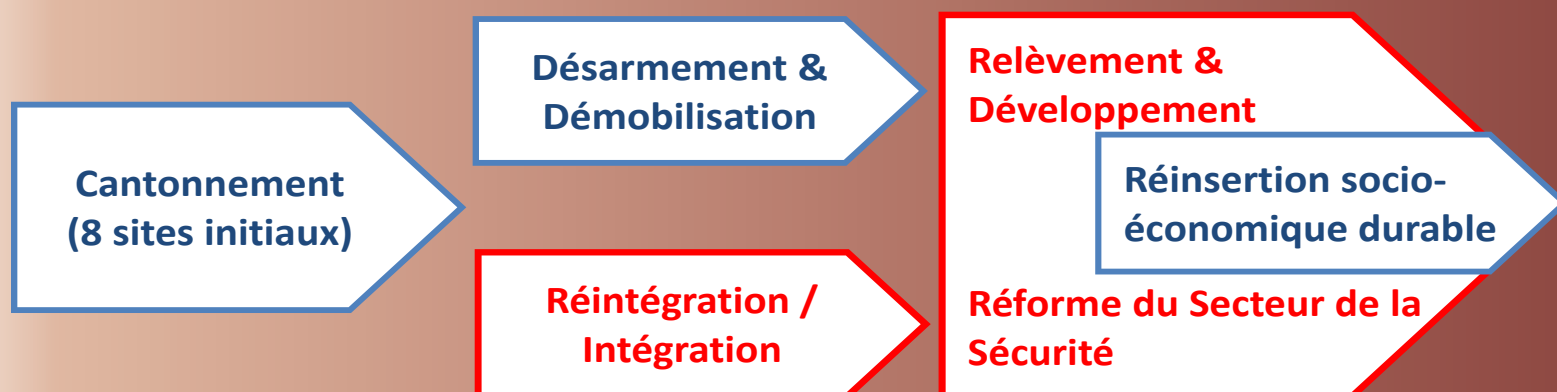 Cantonnement
(8 sites initiaux)
Désarmement &
Démobilisation
Réintégration /
Intégration
Relèvement &
Développement
Réinsertion socio-
économique durable
Réforme du Secteur de la
Sécurité